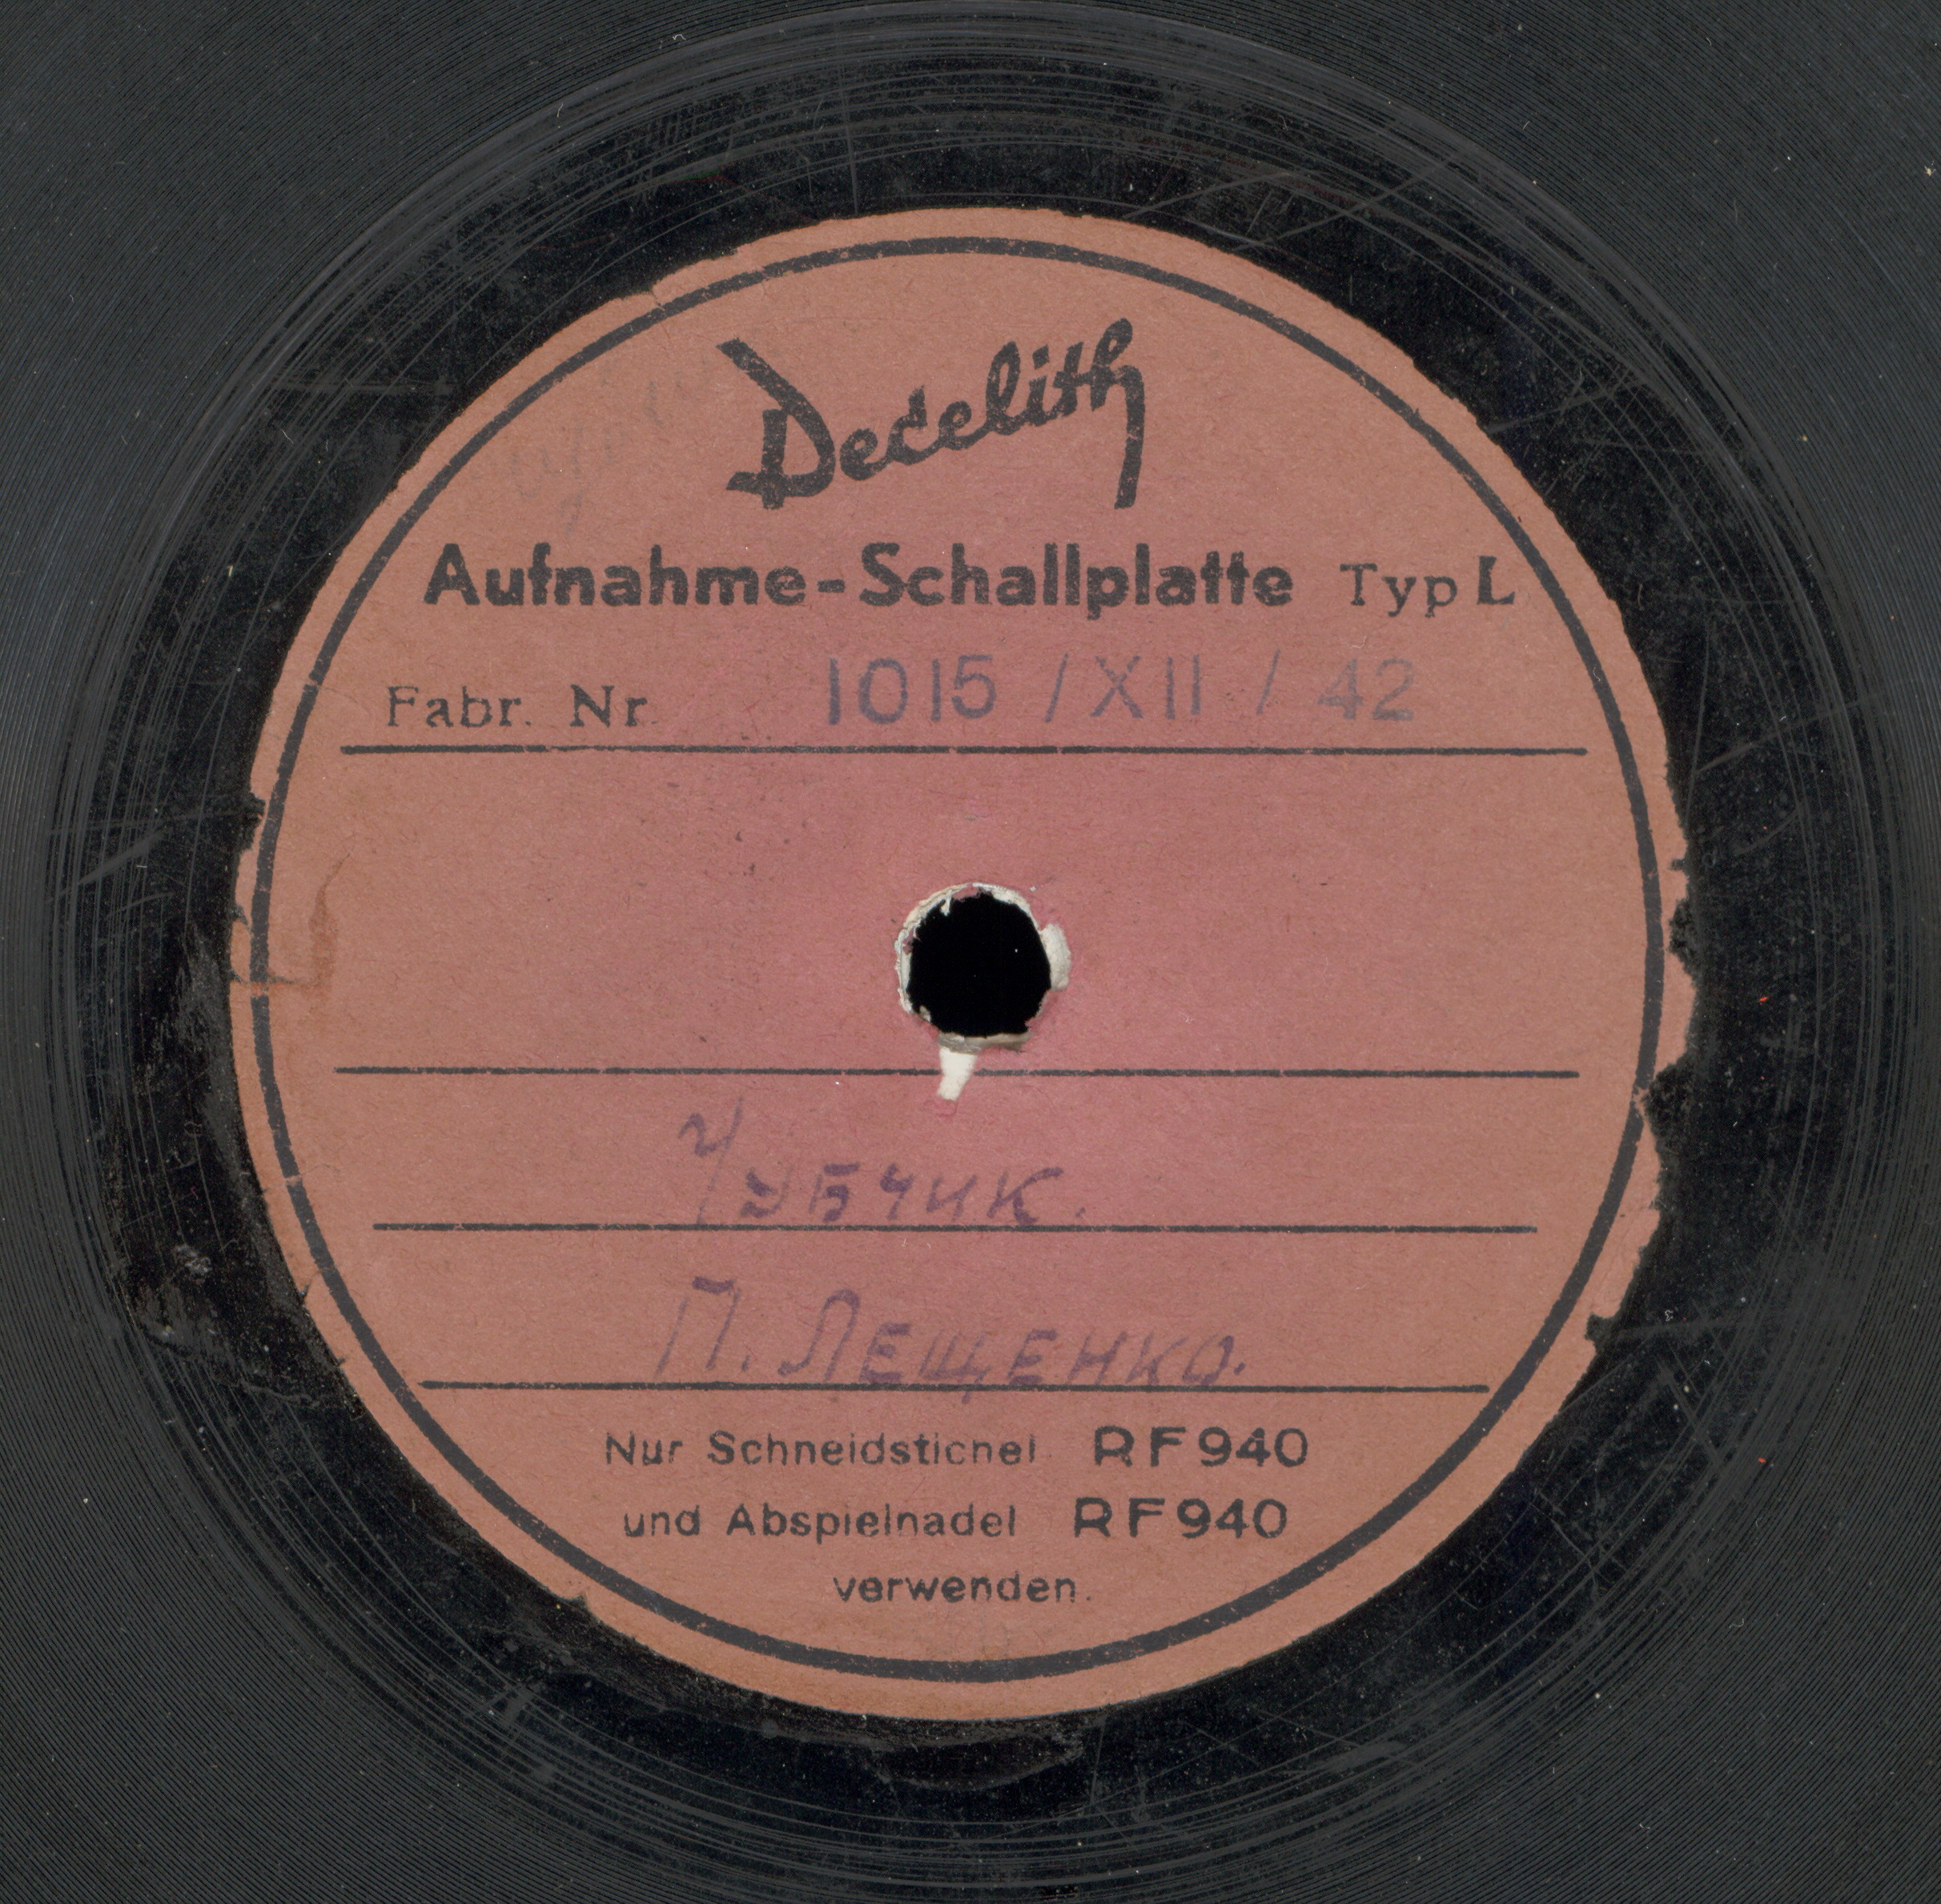 Decelith
Aufnahme-Schallplatte Typ L
Fabr. Nr. 1015 / XII / 42
Чубчик.
П. Лещенко.
Nur Schneidstichel RF940
und Abspielnadel RF940
verwenden.